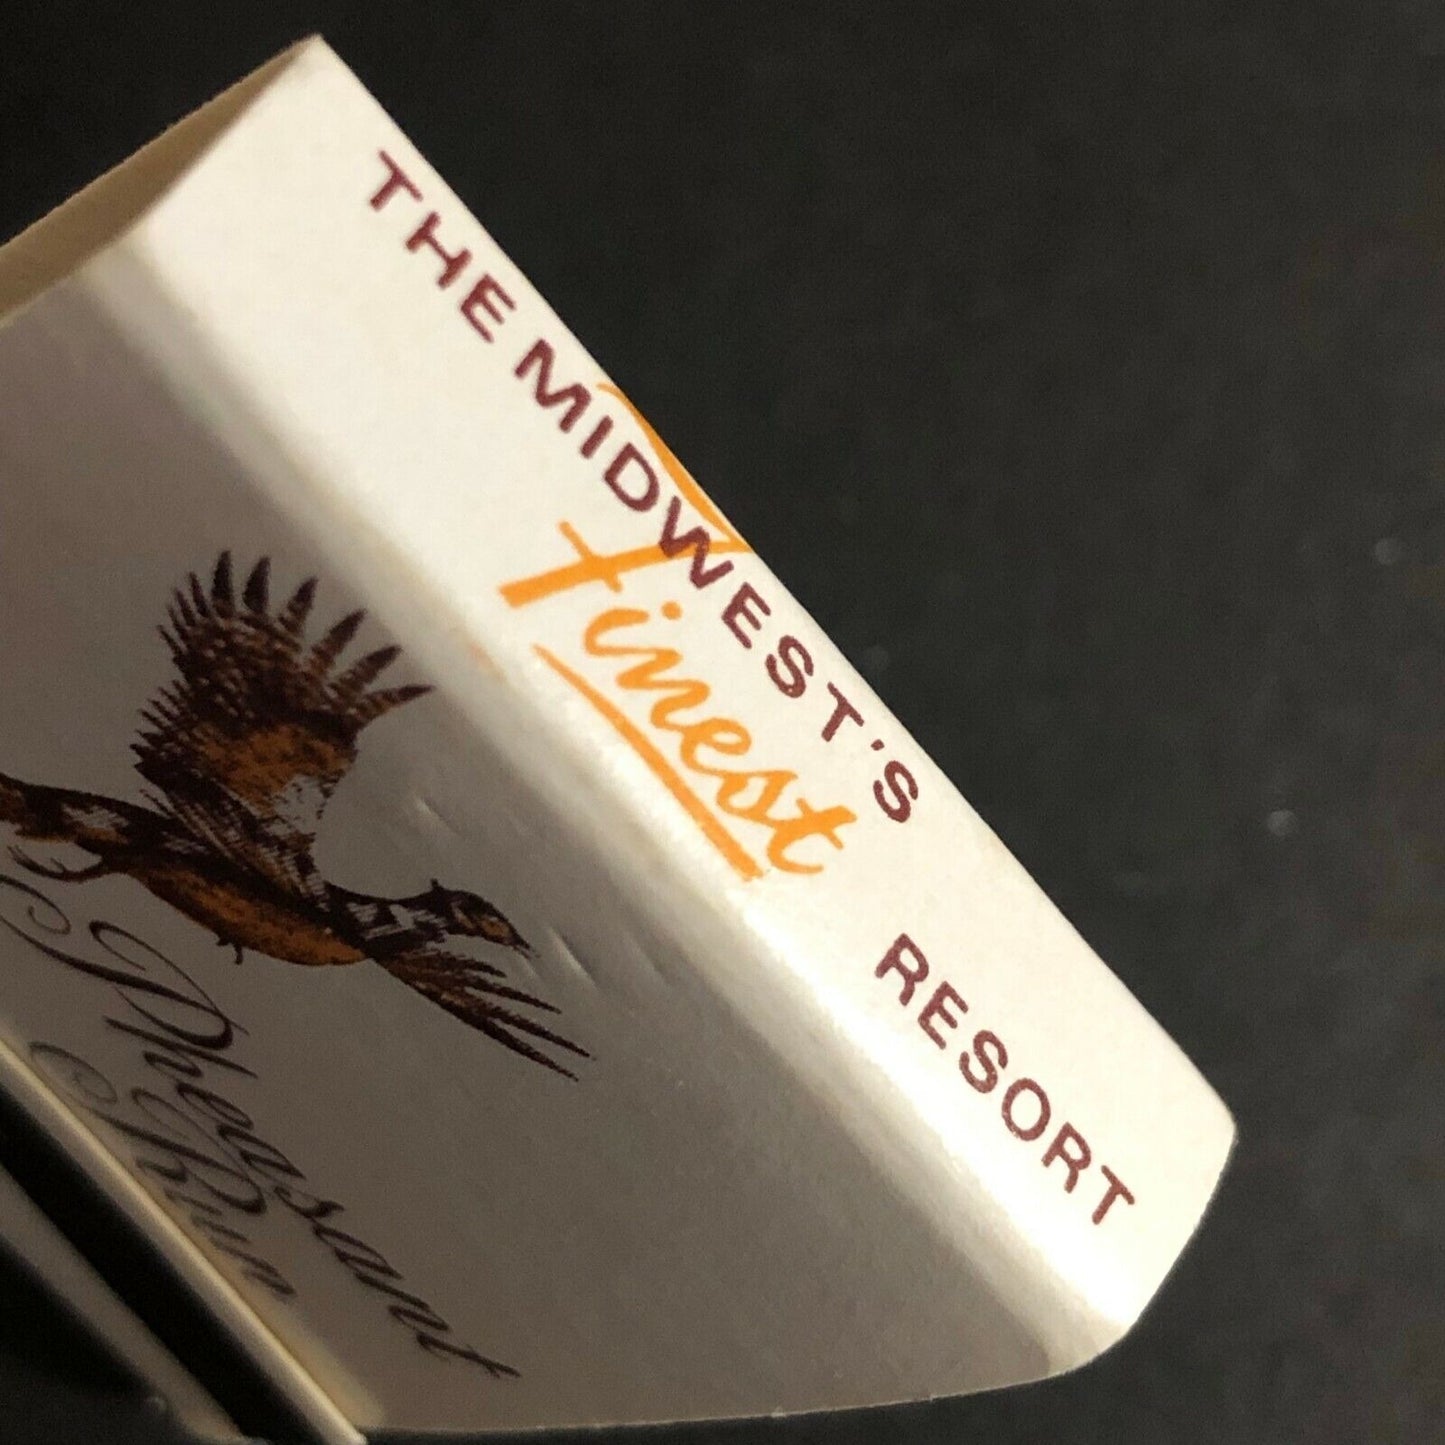 THE MIDWEST'S
Finest
RESORT
Pheasant
Run